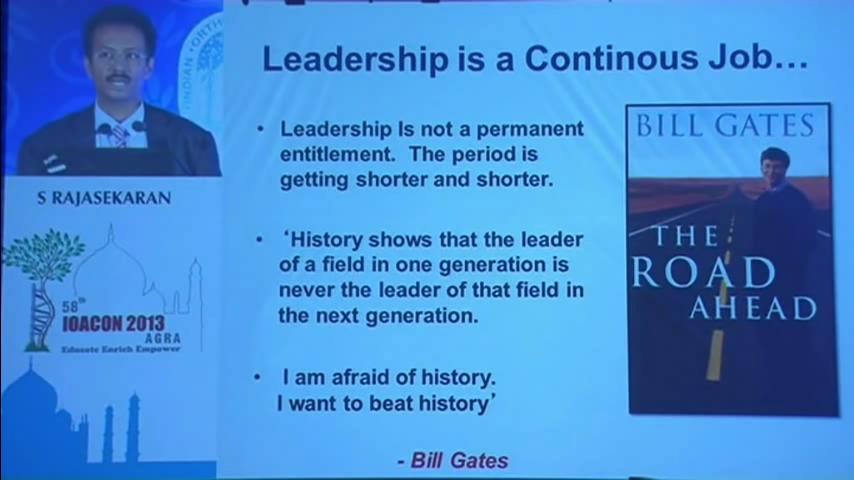 INDIAN ORTH
S RAJASEKARAN
58th
IOACON 2013
AGRA
Educate Enrich Empower
Leadership is a Continous Job...
• Leadership Is not a permanent
entitlement. The period is
getting shorter and shorter.
• ‘History shows that the leader
of a field in one generation is
never the leader of that field in
the next generation.
• I am afraid of history.
I want to beat history’
- Bill Gates
BILL GATES
THE
ROAD
AHEAD